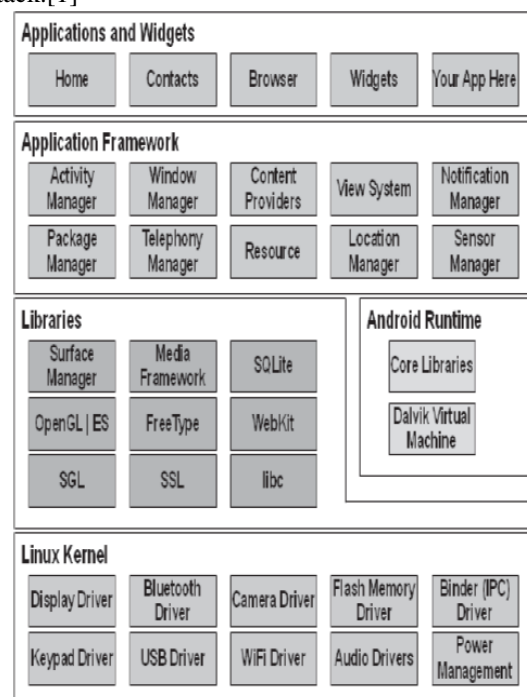 tack.[1]
Applications and Widgets
Home Contacts Browser Widgets Your App Here
Application Framework
Activity Manager Window Manager Content Providers View System Notification Manager
Package Manager Telephony Manager Resource Location Manager Sensor Manager
Libraries
Surface Manager Media Framework SQLite
OpenGL | ES FreeType WebKit
SGL SSL libc
Android Runtime
Core Libraries
Dalvik Virtual Machine
Linux Kernel
Display Driver Bluetooth Driver Camera Driver Flash Memory Driver Binder (IPC) Driver
Keypad Driver USB Driver WiFi Driver Audio Drivers Power Management